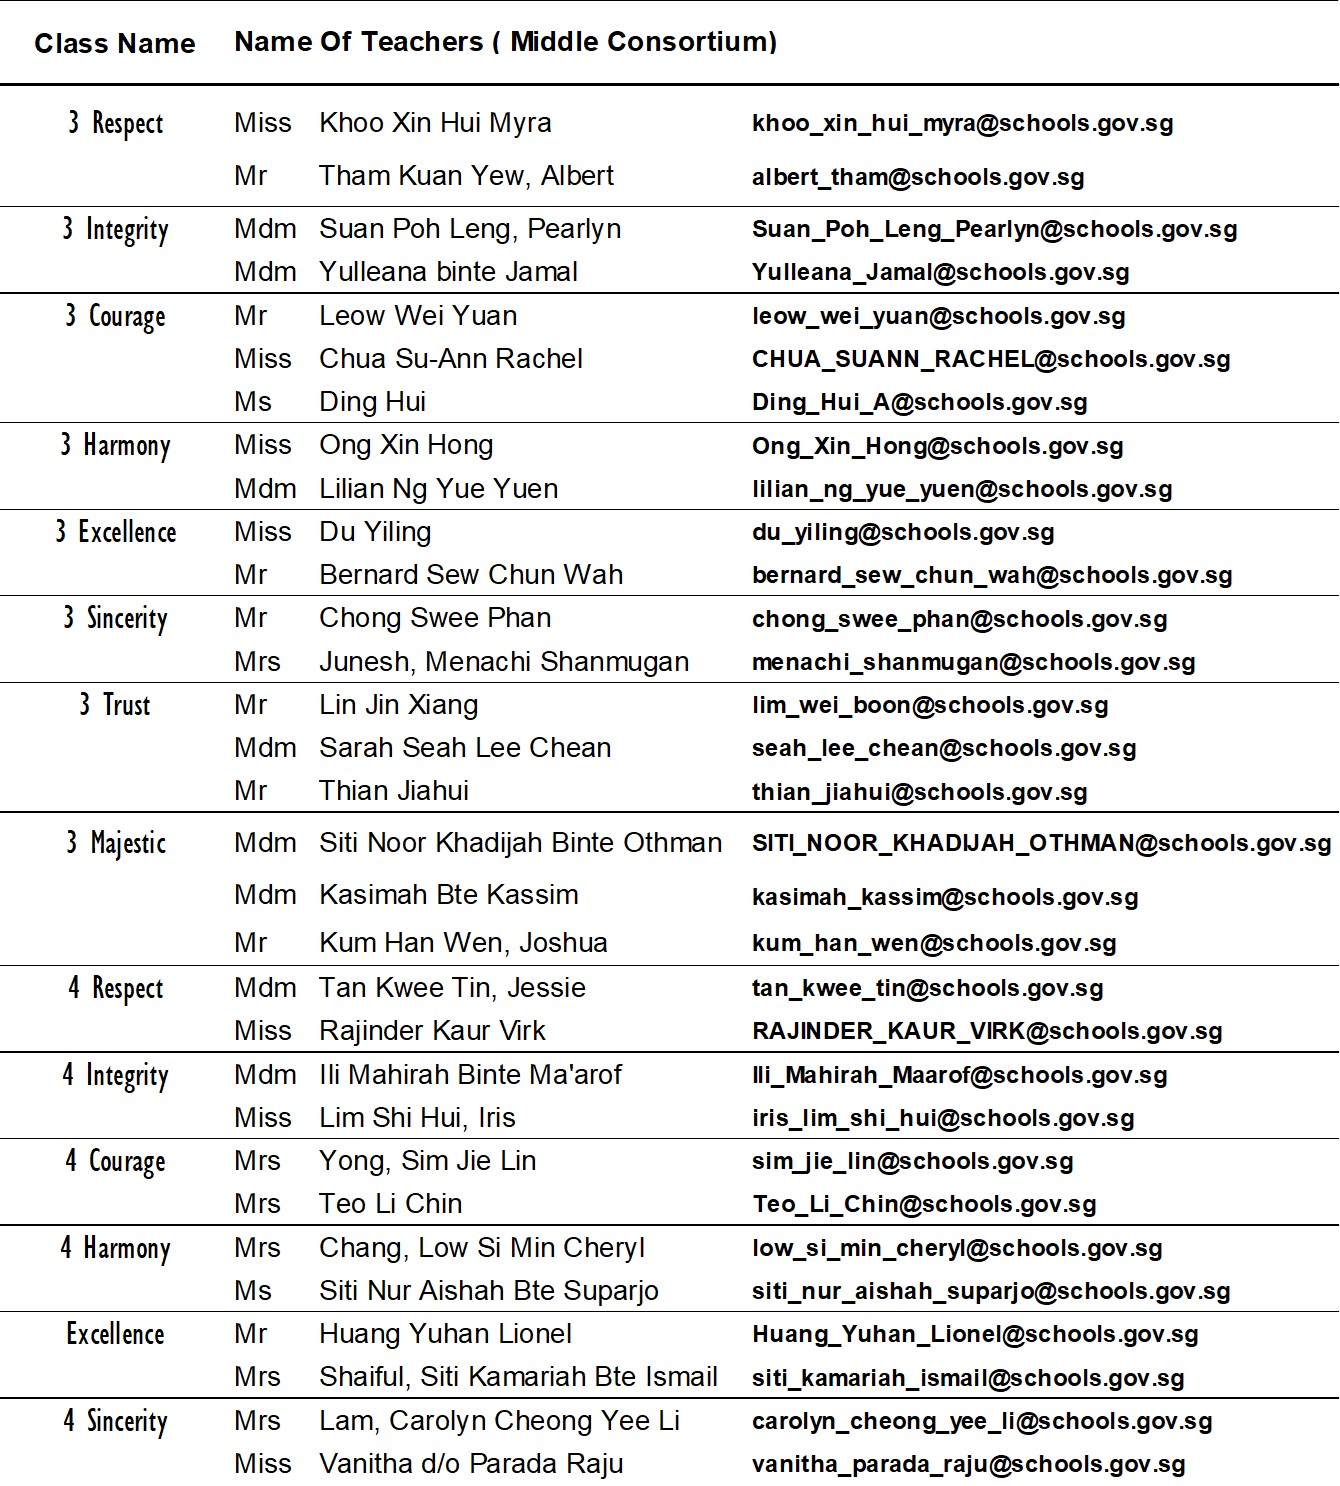 Class Name Name Of Teachers ( Middle Consortium)
3 Respect Miss Khoo Xin Hui Myra khoo_xin_hui_myra@schools.gov.sg
Mr Tham Kuan Yew, Albert albert_tham@schools.gov.sg
3 Integrity Mdm Suan Poh Leng, Pearlyn Suan_Poh_Leng_Pearlyn@schools.gov.sg
Mdm Yulleana binte Jamal Yulleana_Jamal@schools.gov.sg
3 Courage Mr Leow Wei Yuan leow_wei_yuan@schools.gov.sg
Miss Chua Su-Ann Rachel CHUA_SUANN_RACHEL@schools.gov.sg
Ms Ding Hui Ding_Hui_A@schools.gov.sg
3 Harmony Miss Ong Xin Hong Ong_Xin_Hong@schools.gov.sg
Mdm Lilian Ng Yue Yuen lilian_ng_yue_yuen@schools.gov.sg
3 Excellence Miss Du Yiling du_yiling@schools.gov.sg
Mr Bernard Sew Chun Wah bernard_sew_chun_wah@schools.gov.sg
3 Sincerity Mr Chong Swee Phan chong_swee_phan@schools.gov.sg
Mrs Junesh, Menachi Shanmugan menachi_shanmugan@schools.gov.sg
3 Trust Mr Lin Jin Xiang lim_wei_boon@schools.gov.sg
Mdm Sarah Seah Lee Chean seah_lee_chean@schools.gov.sg
Mr Thian Jiahui thian_jiahui@schools.gov.sg
3 Majestic Mdm Siti Noor Khadijah Binte Othman SITI_NOOR_KHADIJAH_OTHMAN@schools.gov.sg
Mdm Kasimah Bte Kassim kasimah_kassim@schools.gov.sg
Mr Kum Han Wen, Joshua kum_han_wen@schools.gov.sg
4 Respect Mdm Tan Kwee Tin, Jessie tan_kwee_tin@schools.gov.sg
Miss Rajinder Kaur Virk RAJINDER_KAUR_VIRK@schools.gov.sg
4 Integrity Mdm Ili Mahirah Binte Ma'arof Ili_Mahirah_Maarof@schools.gov.sg
Miss Lim Shi Hui, Iris iris_lim_shi_hui@schools.gov.sg
4 Courage Mrs Yong, Sim Jie Lin sim_jie_lin@schools.gov.sg
Mrs Teo Li Chin Teo_Li_Chin@schools.gov.sg
4 Harmony Mrs Chang, Low Si Min Cheryl low_si_min_cheryl@schools.gov.sg
Ms Siti Nur Aishah Bte Suparjo siti_nur_aishah_suparjo@schools.gov.sg
Excellence Mr Huang Yuhan Lionel Huang_Yuhan_Lionel@schools.gov.sg
Mrs Shaiful, Siti Kamariah Bte Ismail siti_kamariah_ismail@schools.gov.sg
4 Sincerity Mrs Lam, Carolyn Cheong Yee Li carolyn_cheong_yee_li@schools.gov.sg
Miss Vanitha d/o Parada Raju vanitha_parada_raju@schools.gov.sg